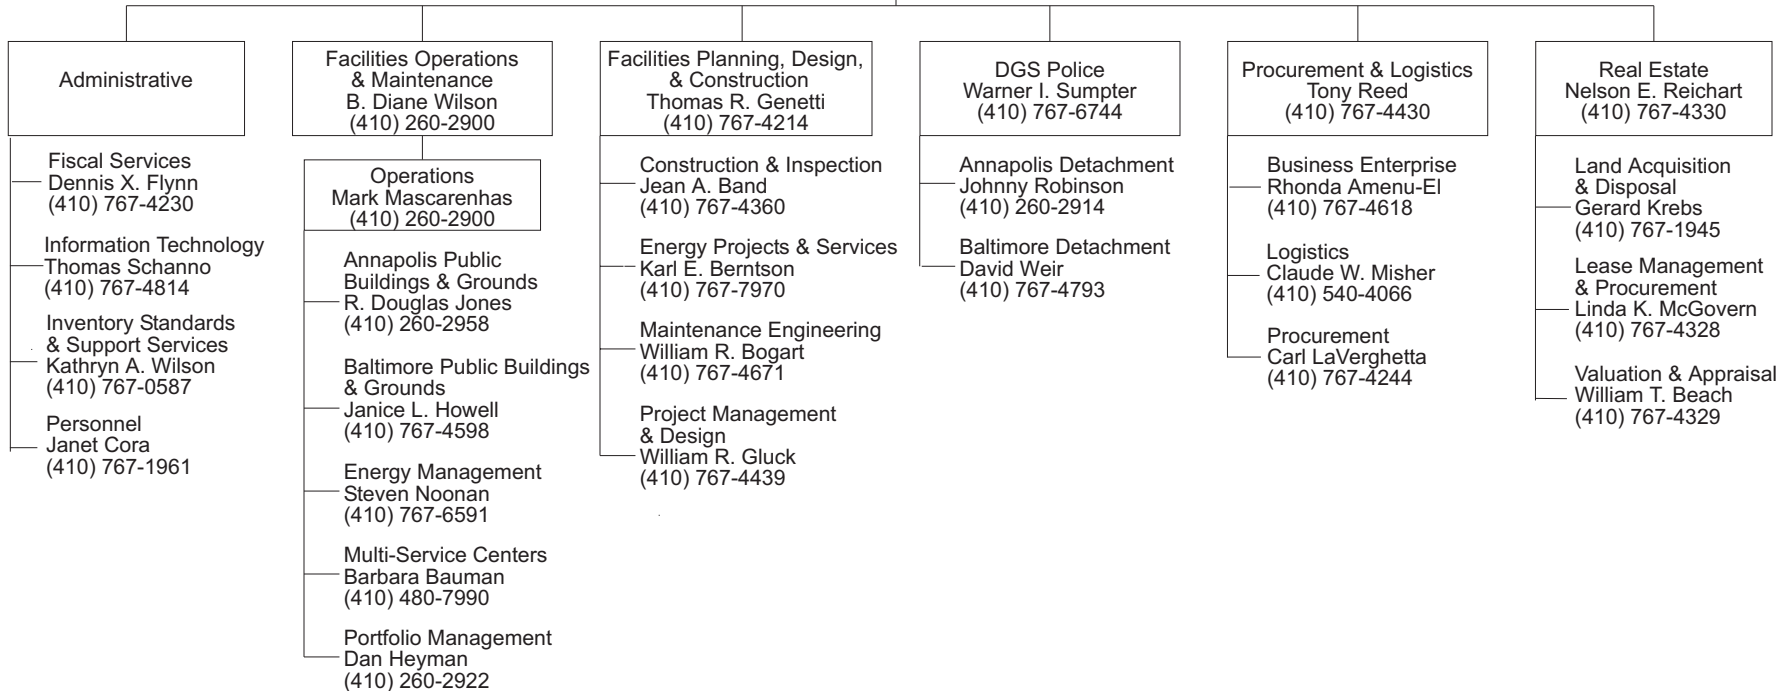 Administrative
Fiscal Services
Dennis X. Flynn
(410) 767-4230
Information Technology
Thomas Schanno
(410) 767-4814
Inventory Standards
& Support Services
Kathryn A. Wilson
(410) 767-0587
Personnel
Janet Cora
(410) 767-1961
Facilities Operations
& Maintenance
B. Diane Wilson
(410) 260-2900
Operations
Mark Mascarenhas
(410) 260-2900
Annapolis Public
Buildings & Grounds
R. Douglas Jones
(410) 260-2958
Baltimore Public Buildings
& Grounds
Janice L. Howell
(410) 767-4598
Energy Management
Steven Noonan
(410) 767-6591
Multi-Service Centers
Barbara Bauman
(410) 480-7990
Portfolio Management
Dan Heyman
(410) 260-2922
Facilities Planning, Design,
& Construction
Thomas R. Genetti
(410) 767-4214
Construction & Inspection
Jean A. Band
(410) 767-4360
Energy Projects & Services
Karl E. Berntson
(410) 767-7970
Maintenance Engineering
William R. Bogart
(410) 767-4671
Project Management
& Design
William R. Gluck
(410) 767-4439
DGS Police
Warner I. Sumpter
(410) 767-6744
Annapolis Detachment
Johnny Robinson
(410) 260-2914
Baltimore Detachment
David Weir
(410) 767-4793
Procurement & Logistics
Tony Reed
(410) 767-4430
Business Enterprise
Rhonda Amenu-El
(410) 767-4618
Logistics
Claude W. Misher
(410) 540-4066
Procurement
Carl LaVerghetta
(410) 767-4244
Real Estate
Nelson E. Reichart
(410) 767-4330
Land Acquisition
& Disposal
Gerard Krebs
(410) 767-1945
Lease Management
& Procurement
Linda K. McGovern
(410) 767-4328
Valuation & Appraisal
William T. Beach
(410) 767-4329